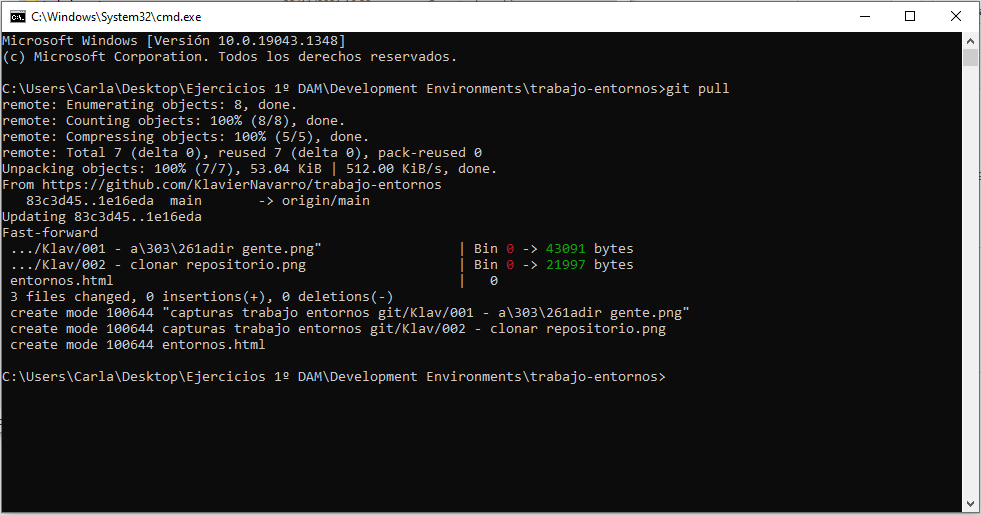 C:\Windows\System32\cmd.exe
Microsoft Windows [Versión 10.0.19043.1348]
(c) Microsoft Corporation. Todos los derechos reservados.
C:\Users\Carla\Desktop\Ejercicios 1º DAM\Development Environments\trabajo-entornos>git pull
remote: Enumerating objects: 8, done.
remote: Counting objects: 100% (8/8), done.
remote: Compressing objects: 100% (5/5), done.
remote: Total 7 (delta 0), reused 7 (delta 0), pack-reused 0
Unpacking objects: 100% (7/7), 53.04 KiB | 512.00 KiB/s, done.
From https://github.com/KlavierNavarro/trabajo-entornos
   83c3d45..1e16eda  main       -> origin/main
Updating 83c3d45..1e16eda
Fast-forward
 .../Klav/001 - a\303\261adir gente.png"                 | Bin 0 -> 43091 bytes
 .../Klav/002 - clonar repositorio.png                   | Bin 0 -> 21997 bytes
 entornos.html                                           |   0
 3 files changed, 0 insertions(+), 0 deletions(-)
 create mode 100644 "capturas trabajo entornos git/Klav/001 - a\303\261adir gente.png"
 create mode 100644 capturas trabajo entornos git/Klav/002 - clonar repositorio.png
 create mode 100644 entornos.html
C:\Users\Carla\Desktop\Ejercicios 1º DAM\Development Environments\trabajo-entornos>